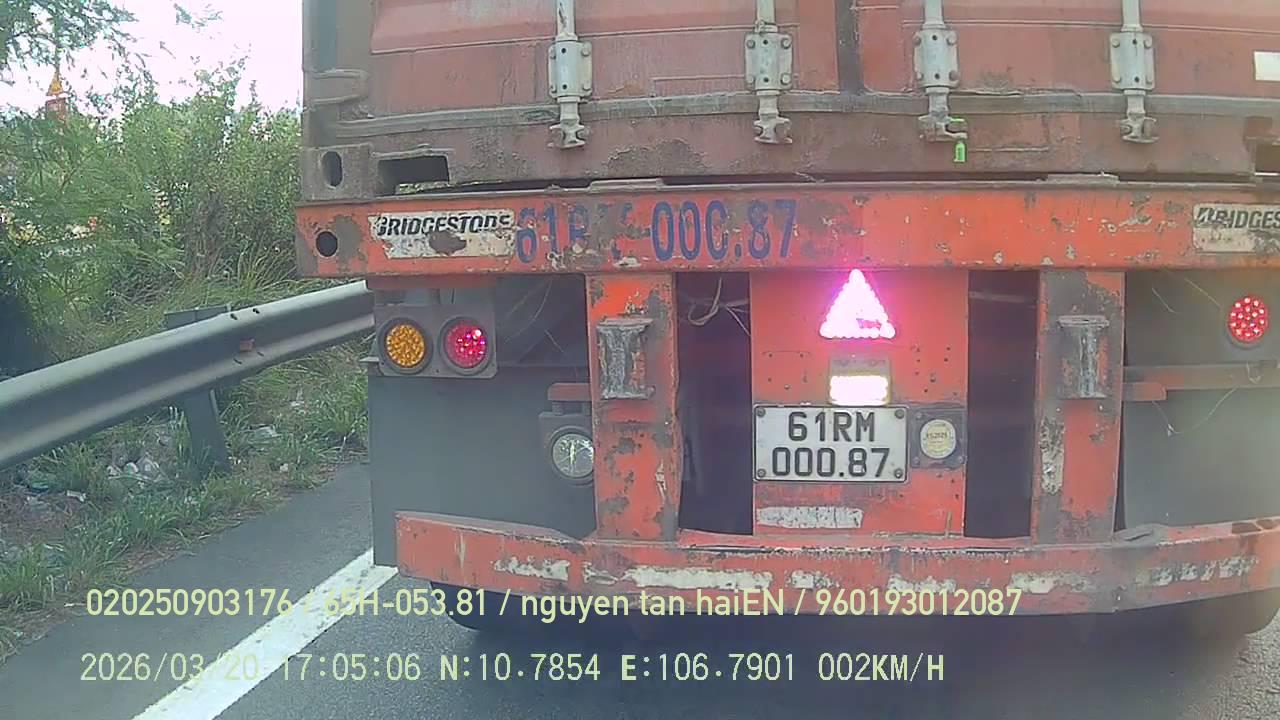 BRIDGESTONE 61R 000.87 BRIDGES
61RM
000.87
020250903176 / 65H-053.81 / nguyen tan haiEN / 960193012087
2026/03/20 17:05:06 N:10.7854 E:106.7901 002KM/H